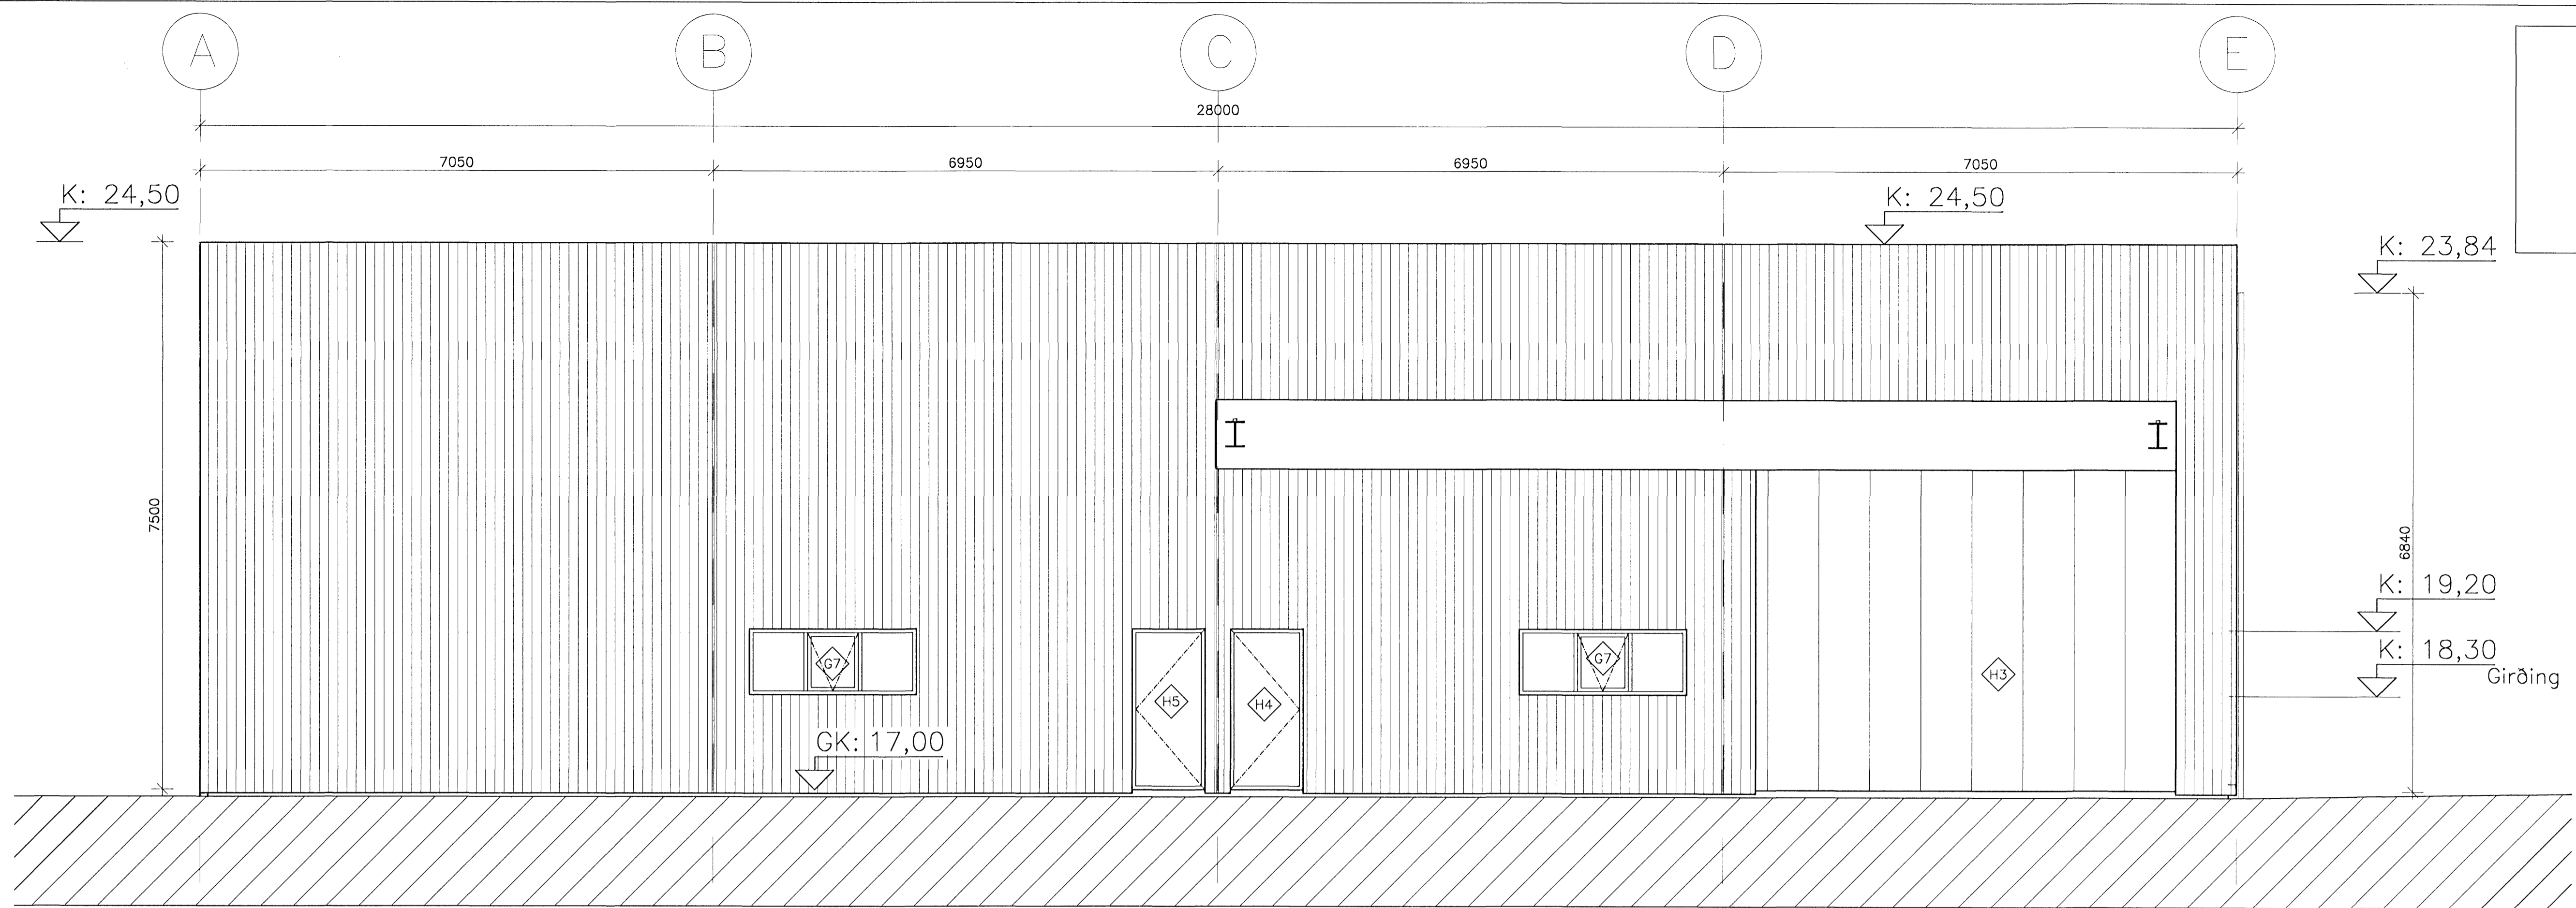 A B C D E
28000
7050 6950 6950 7050
K: 24,50
K: 24,50
K: 23,84
7500
6840
K: 19,20
K: 18,30
Girðing
G7
G7
H5
H4
H3
GK: 17,00